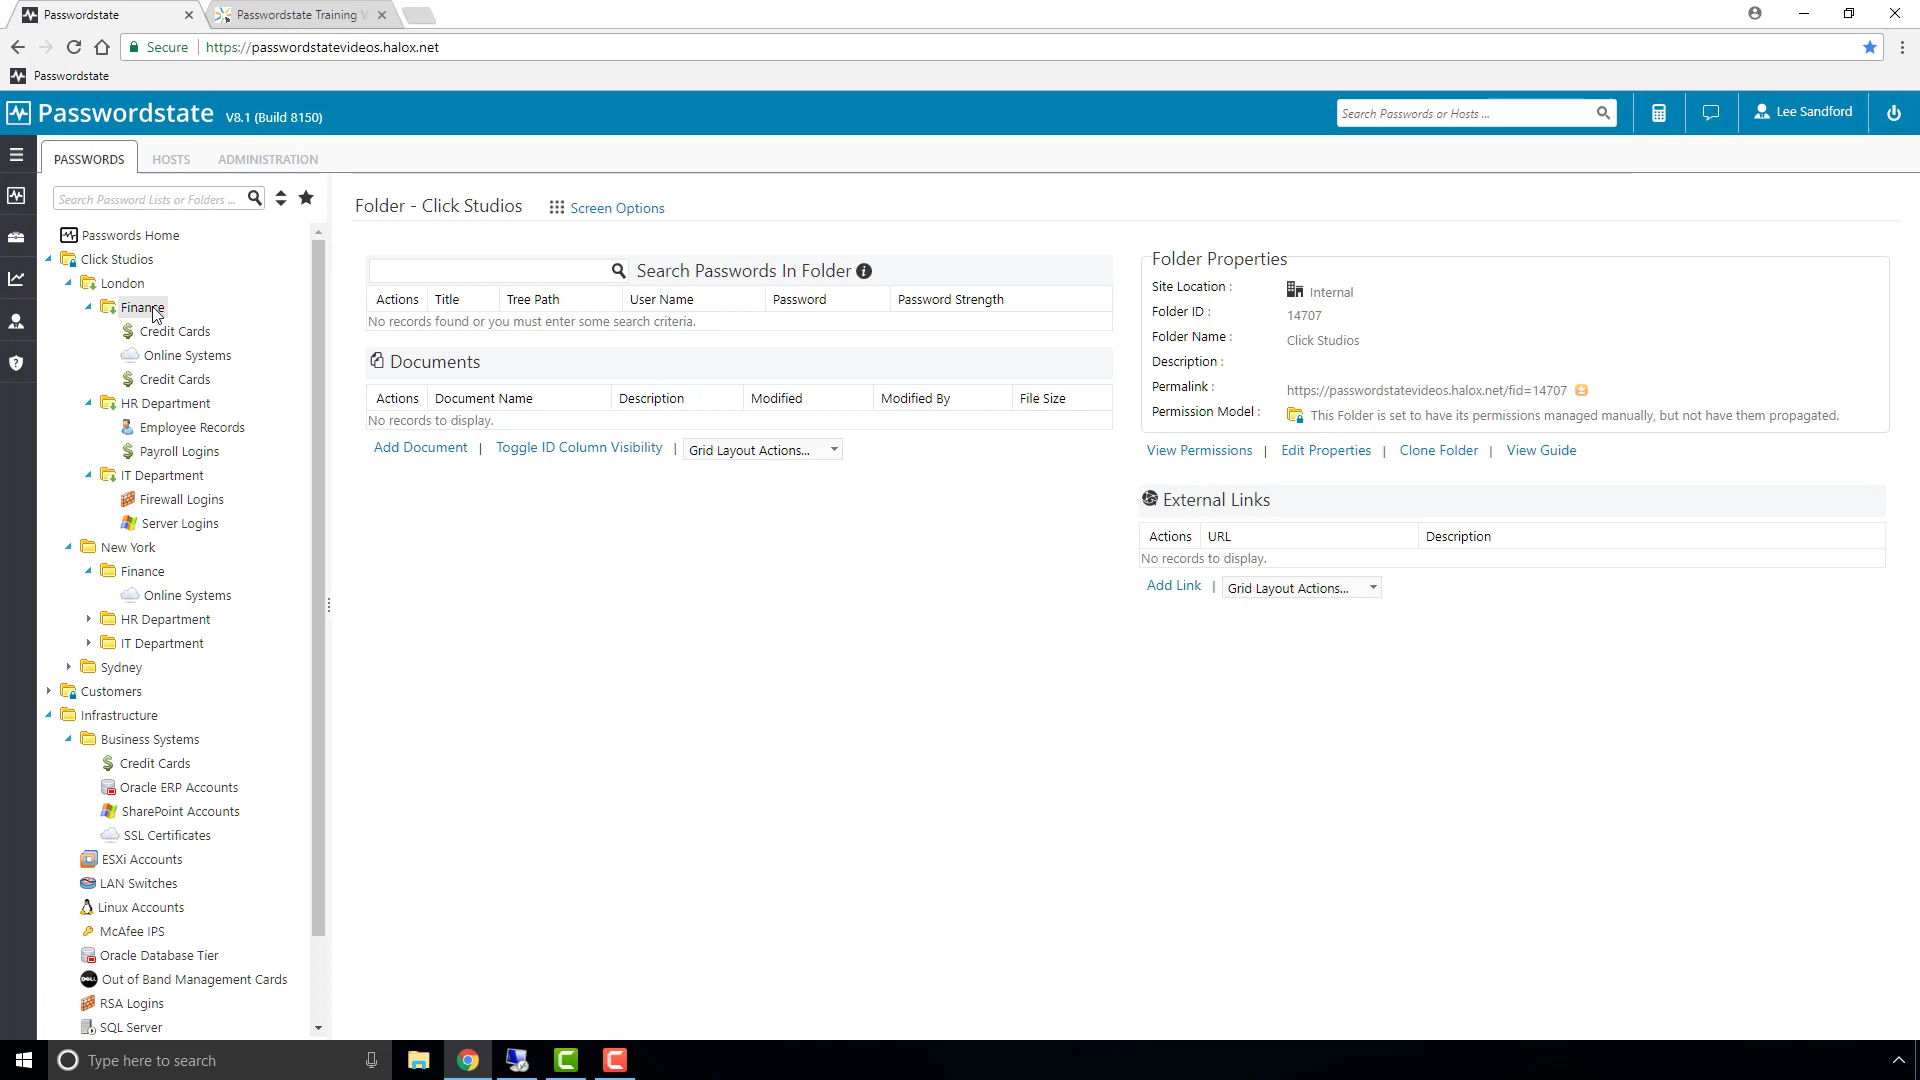 Passwordstate
Passwordstate Training V
Secure https://passwordstatevideos.halox.net
Passwordstate
Passwordstate V8.1 (Build 8150)
Search Passwords or Hosts ...
Lee Sandford
PASSWORDS HOSTS ADMINISTRATION
Search Password Lists or Folders ...
Passwords Home
Click Studios
London
Finance
Credit Cards
Online Systems
Credit Cards
HR Department
Employee Records
Payroll Logins
IT Department
Firewall Logins
Server Logins
New York
Finance
Online Systems
HR Department
IT Department
Sydney
Customers
Infrastructure
Business Systems
Credit Cards
Oracle ERP Accounts
SharePoint Accounts
SSL Certificates
ESXi Accounts
LAN Switches
Linux Accounts
McAfee IPS
Oracle Database Tier
Out of Band Management Cards
RSA Logins
SQL Server
Folder - Click Studios Screen Options
Search Passwords In Folder
Actions Title Tree Path User Name Password Password Strength
No records found or you must enter some search criteria.
Documents
Actions Document Name Description Modified Modified By File Size
No records to display.
Add Document | Toggle ID Column Visibility | Grid Layout Actions...
Folder Properties
Site Location : Internal
Folder ID : 14707
Folder Name : Click Studios
Description :
Permalink : https://passwordstatevideos.halox.net/fid=14707
Permission Model : This Folder is set to have its permissions managed manually, but not have them propagated.
View Permissions | Edit Properties | Clone Folder | View Guide
External Links
Actions URL Description
No records to display.
Add Link | Grid Layout Actions...
Type here to search